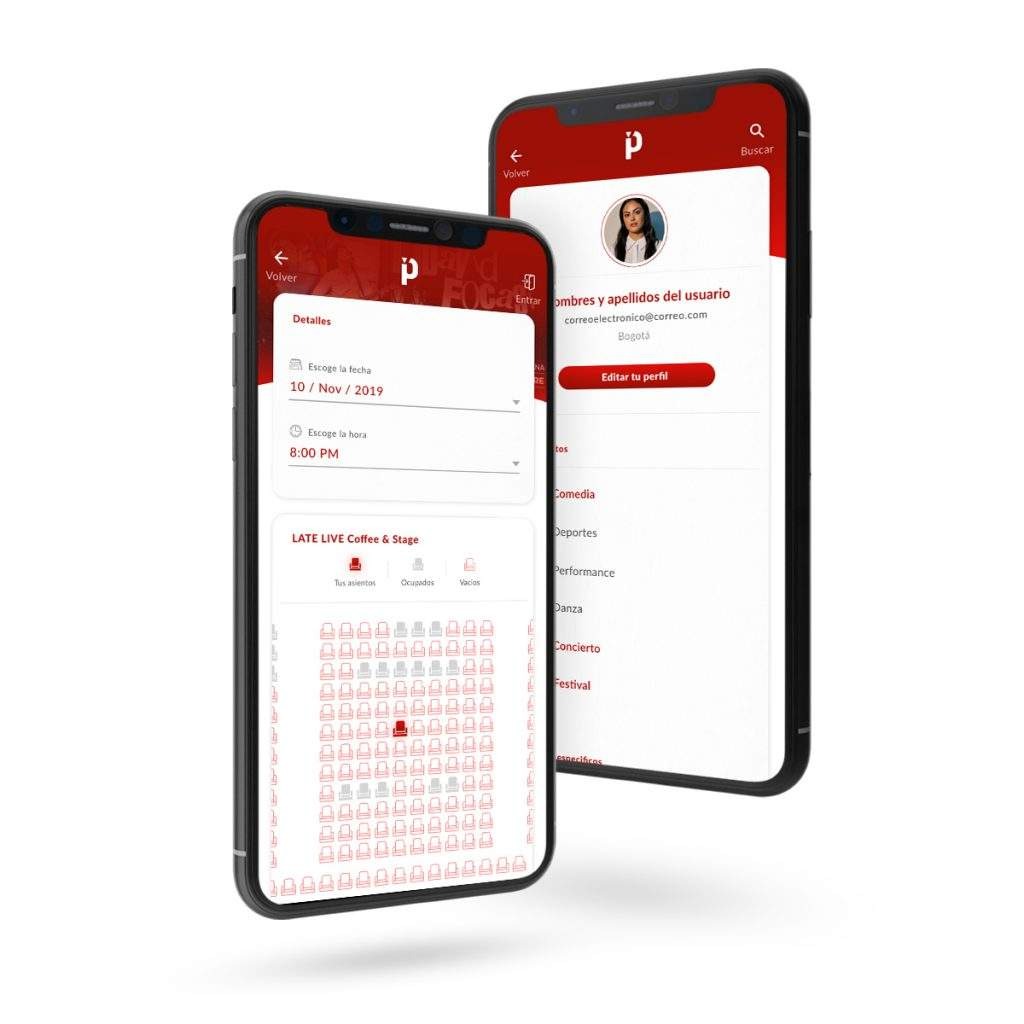 Volver
Entrar
Detalles
Escoge la fecha
10 / Nov / 2019
Escoge la hora
8:00 PM
LATE LIVE Coffee & Stage
Tus asientos
Ocupados
Vacíos
Volver
Buscar
ombres y apellidos del usuario
correoelectronico@correo.com
Bogotá
Editar tu perfil
tos
Comedia
Deportes
Performance
Danza
Concierto
Festival
específicos